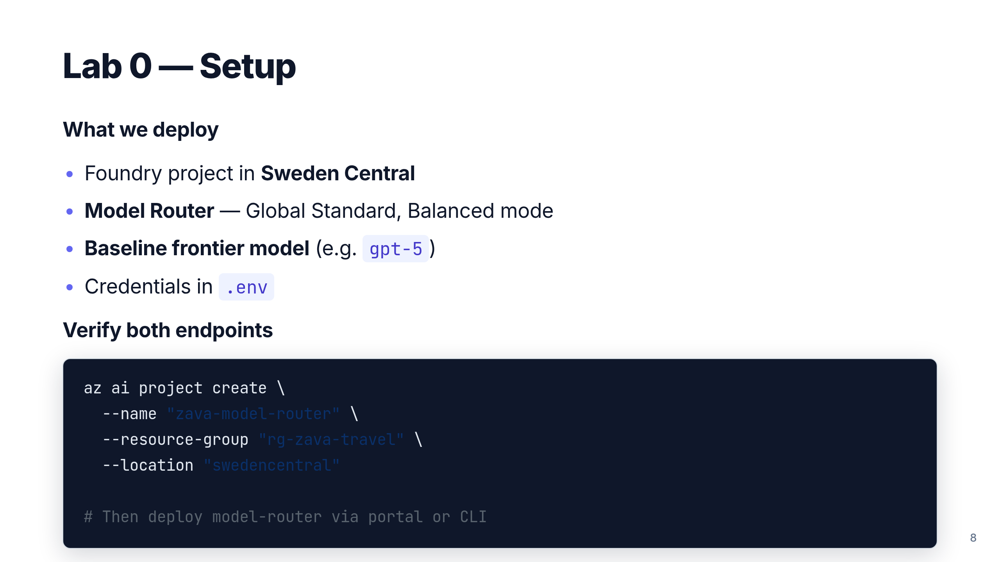 Lab 0 — Setup
What we deploy
• Foundry project in Sweden Central
• Model Router — Global Standard, Balanced mode
• Baseline frontier model (e.g. gpt-5)
• Credentials in .env
Verify both endpoints
az ai project create \
  --name "zava-model-router" \
  --resource-group "rg-zava-travel" \
  --location "swedencentral"
# Then deploy model-router via portal or CLI
8